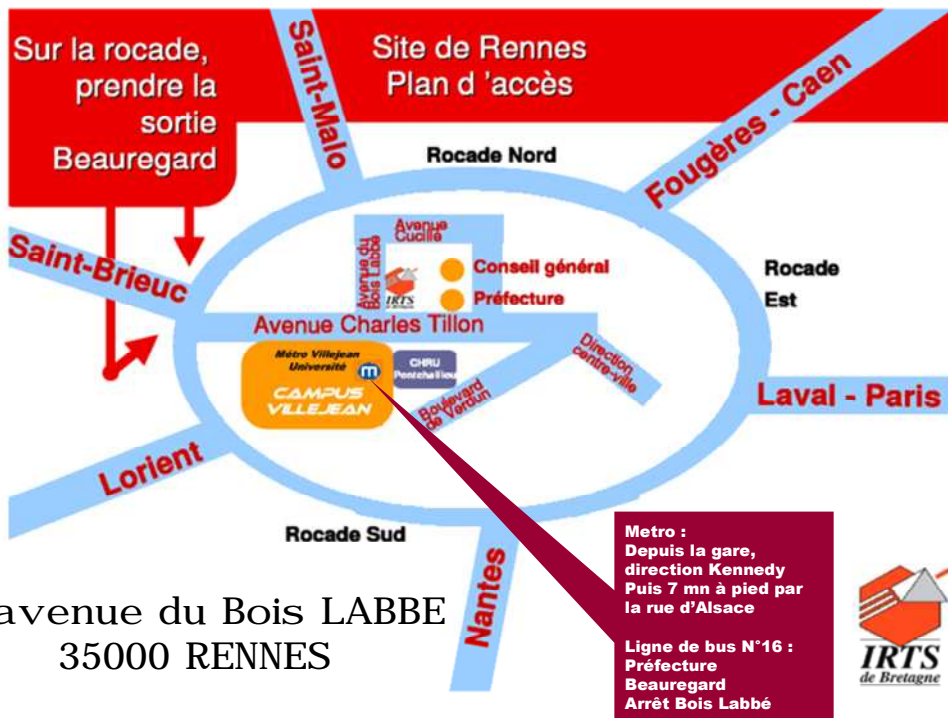 Sur la rocade,
prendre la
sortie
Beauregard
Site de Rennes
Plan d 'accès
Saint-Malo
Fougères - Caen
Rocade Nord
Saint-Brieuc
Avenue
Cucillé
Avenue du
Bois Labbé
IRTS
de Bretagne
Conseil général
Préfecture
Rocade
Est
Avenue Charles Tillon
Métro Villejean
Université
m
CAMPUS
VILLEJEAN
CHRU
Pontchaillou
Boulevard
de Verdun
Direction
centre-ville
Laval - Paris
Lorient
Rocade Sud
Nantes
Metro :
Depuis la gare,
direction Kennedy
Puis 7 mn à pied par
la rue d'Alsace
Ligne de bus N°16 :
Préfecture
Beauregard
Arrêt Bois Labbé
avenue du Bois LABBE
35000 RENNES
IRTS
de Bretagne